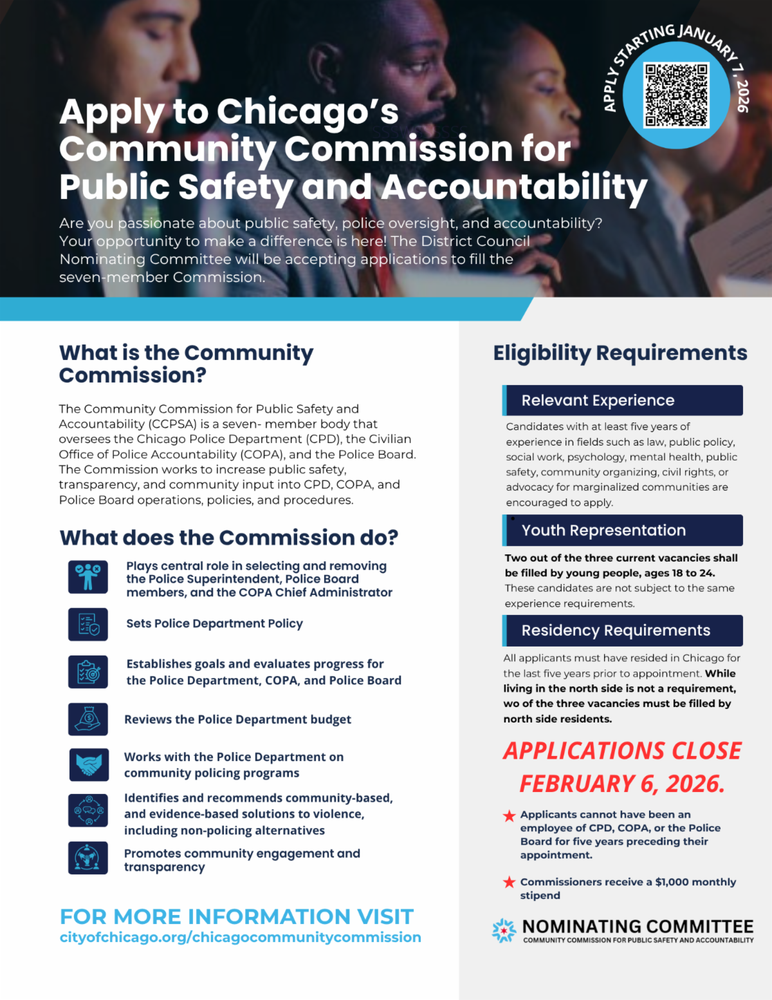 APPLY STARTING JANUARY 7, 2026
Apply to Chicago’s
Community Commission for
Public Safety and Accountability
Are you passionate about public safety, police oversight, and accountability?
Your opportunity to make a difference is here! The District Council
Nominating Committee will be accepting applications to fill the
seven-member Commission.
What is the Community
Commission?
The Community Commission for Public Safety and
Accountability (CCPSA) is a seven- member body that
oversees the Chicago Police Department (CPD), the Civilian
Office of Police Accountability (COPA), and the Police Board.
The Commission works to increase public safety,
transparency, and community input into CPD, COPA, and
Police Board operations, policies, and procedures.
What does the Commission do?
Plays central role in selecting and removing
the Police Superintendent, Police Board
members, and the COPA Chief Administrator
Sets Police Department Policy
Establishes goals and evaluates progress for
the Police Department, COPA, and Police Board
Reviews the Police Department budget
Works with the Police Department on
community policing programs
Identifies and recommends community-based,
and evidence-based solutions to violence,
including non-policing alternatives
Promotes community engagement and
transparency
FOR MORE INFORMATION VISIT
cityofchicago.org/chicagocommunitycommission
Eligibility Requirements
Relevant Experience
Candidates with at least five years of
experience in fields such as law, public policy,
social work, psychology, mental health, public
safety, community organizing, civil rights, or
advocacy for marginalized communities are
encouraged to apply.
Youth Representation
Two out of the three current vacancies shall
be filled by young people, ages 18 to 24.
These candidates are not subject to the same
experience requirements.
Residency Requirements
All applicants must have resided in Chicago for
the last five years prior to appointment. While
living in the north side is not a requirement,
wo of the three vacancies must be filled by
north side residents.
APPLICATIONS CLOSE
FEBRUARY 6, 2026.
Applicants cannot have been an
employee of CPD, COPA, or the Police
Board for five years preceding their
appointment.
Commissioners receive a $1,000 monthly
stipend
NOMINATING COMMITTEE
COMMUNITY COMMISSION FOR PUBLIC SAFETY AND ACCOUNTABILITY